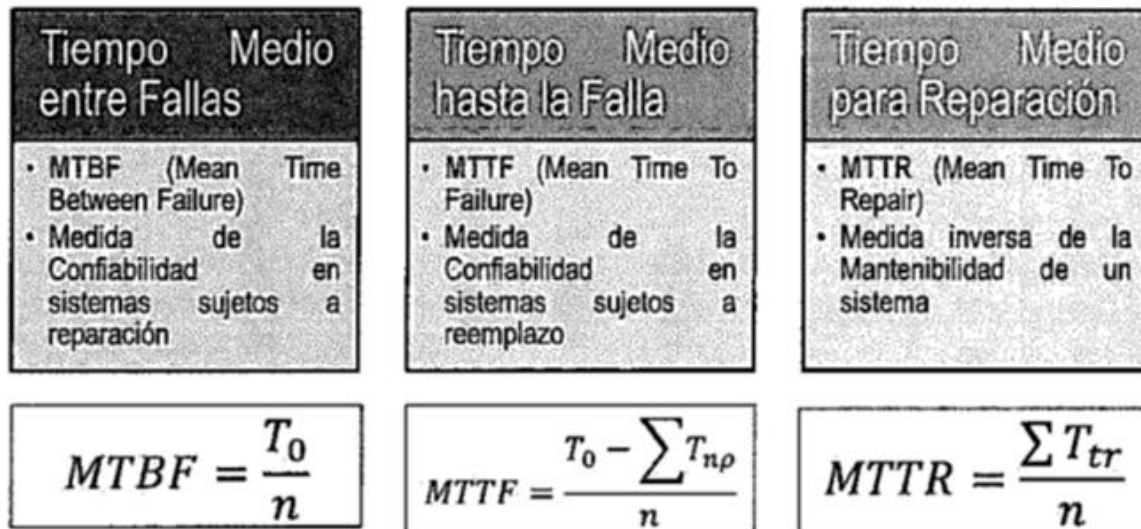 Tiempo Medio
entre Fallas
• MTBF (Mean Time
Between Failure)
• Medida de la
Confiabilidad en
sistemas sujetos a
reparación
MTBF = T₀ / n
Tiempo Medio
hasta la Falla
• MTTF (Mean Time To
Failure)
• Medida de la
Confiabilidad en
sistemas sujetos a
reemplazo
MTTF = (T₀ − ∑ Tₙρ) / n
Tiempo Medio
para Reparación
• MTTR (Mean Time To
Repair)
• Medida inversa de la
Mantenibilidad de un
sistema
MTTR = ∑ Tₜᵣ / n